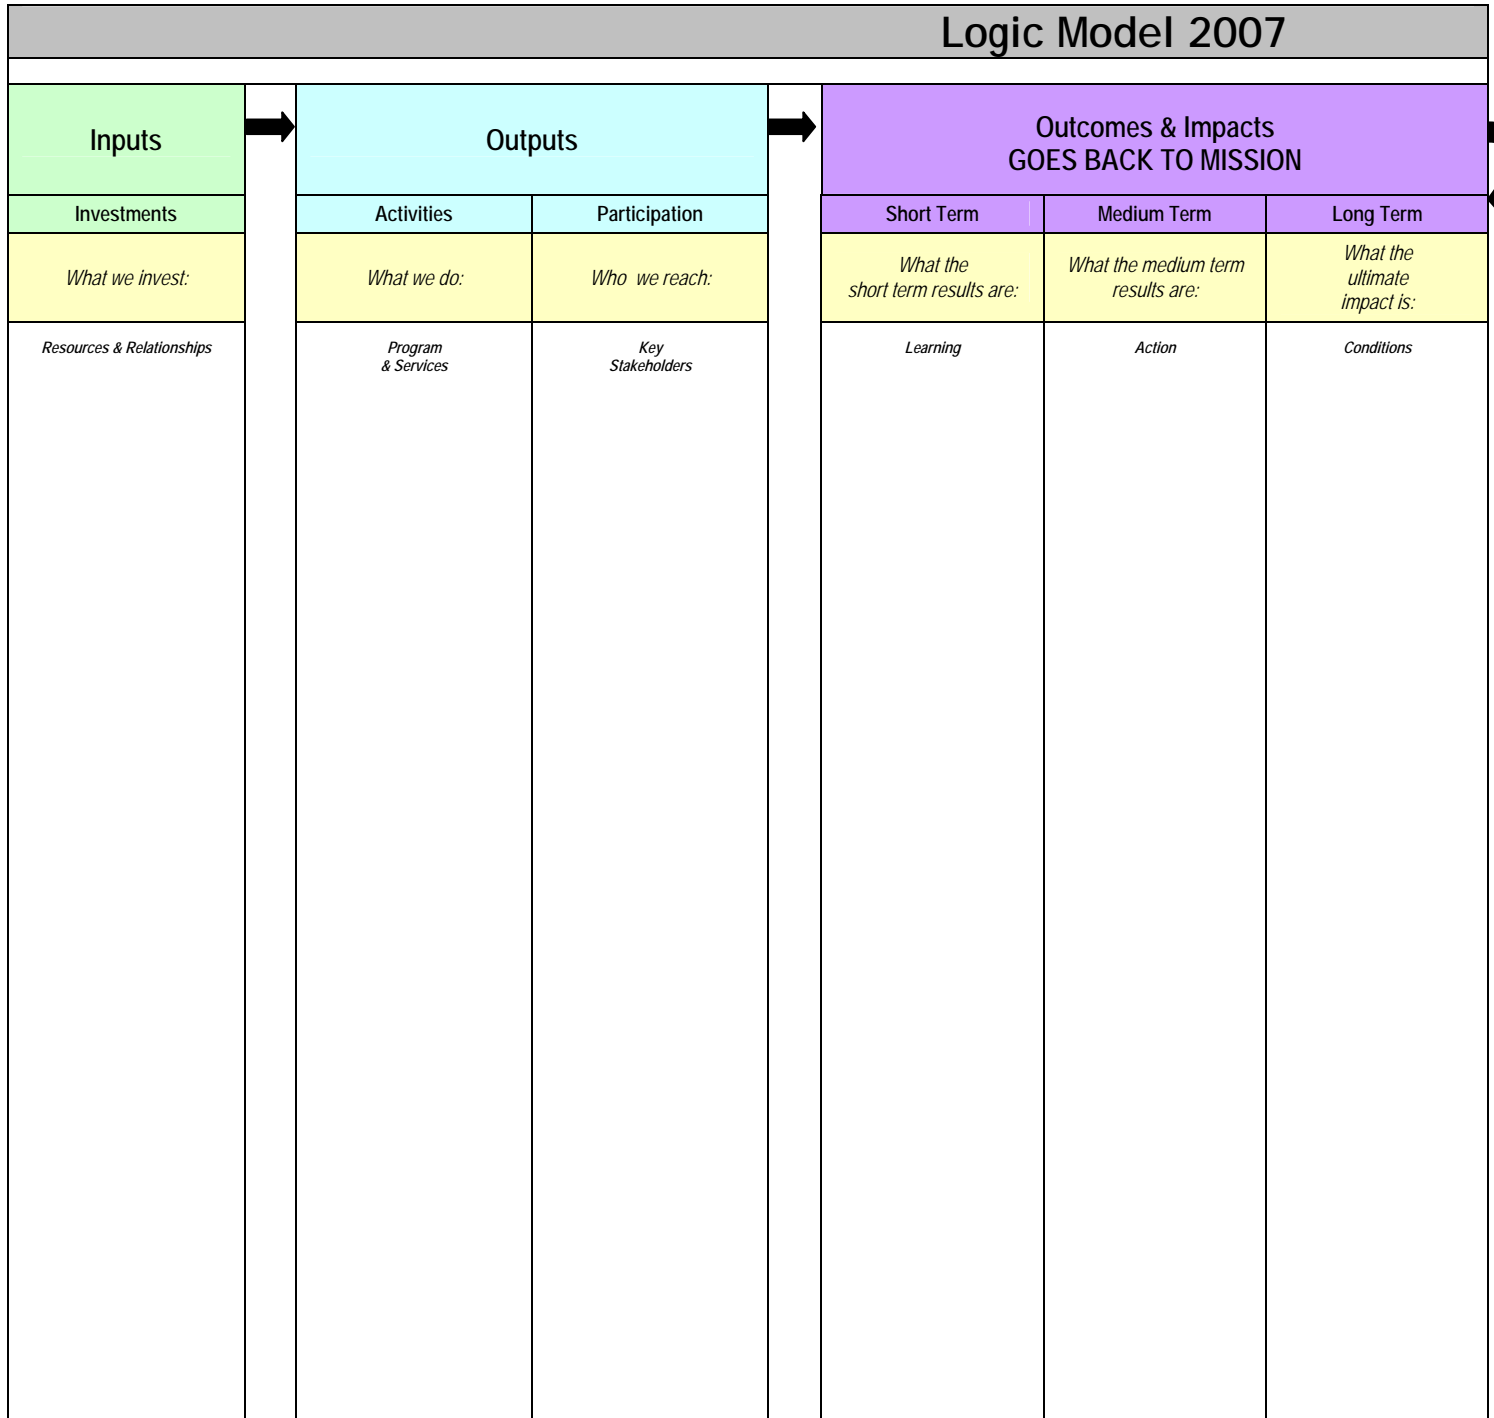 Logic Model 2007
Inputs
Outputs
Outcomes & Impacts
GOES BACK TO MISSION
Investments
Activities
Participation
Short Term
Medium Term
Long Term
What we invest:
What we do:
Who we reach:
What the
short term results are:
What the medium term
results are:
What the
ultimate
impact is:
Resources & Relationships
Program
& Services
Key
Stakeholders
Learning
Action
Conditions